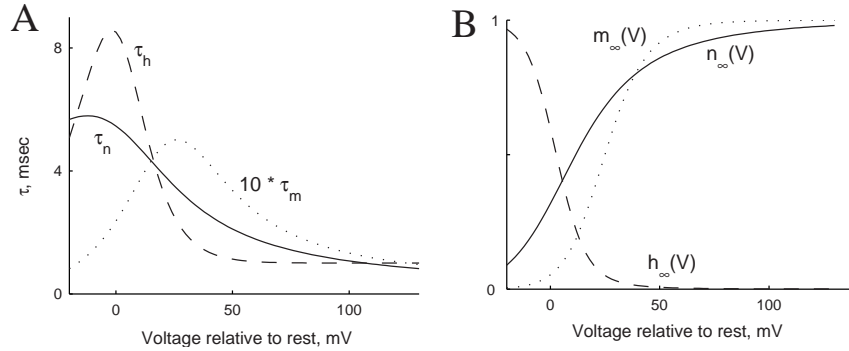 A
8
4
0
τ, msec
τh
τn
10 * τm
0
50
100
Voltage relative to rest, mV
B
1
0
m∞(V)
n∞(V)
h∞(V)
0
50
100
Voltage relative to rest, mV